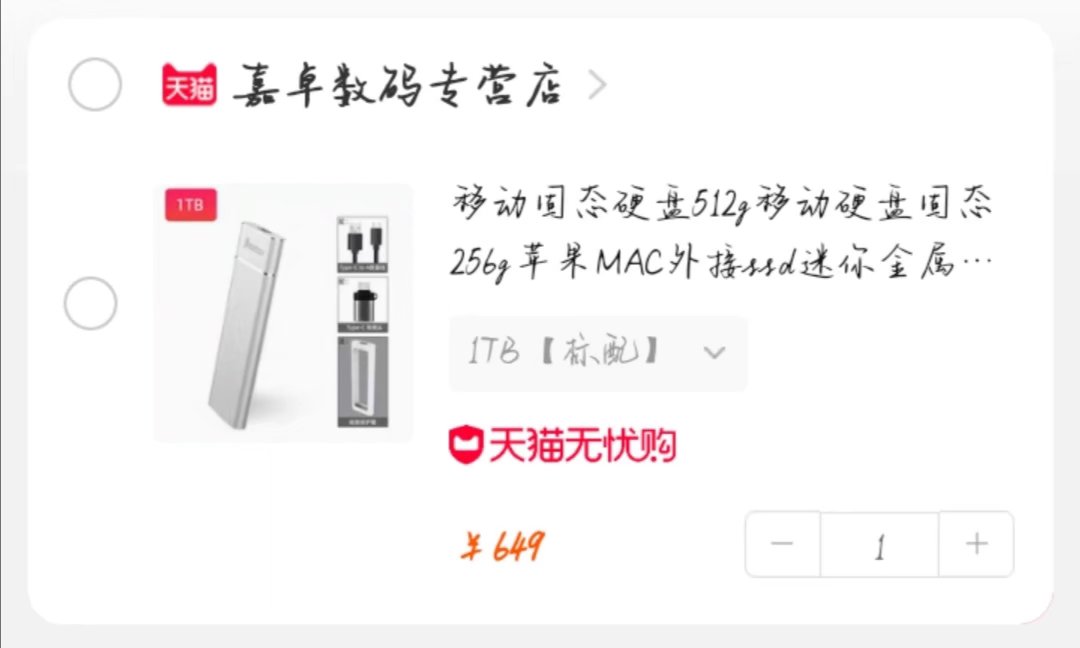 天猫 嘉卓数码专营店
1TB
移动固态硬盘512g移动硬盘固态
256g苹果MAC外接ssd迷你金属…
1TB【标配】
天猫无忧购
¥649
1